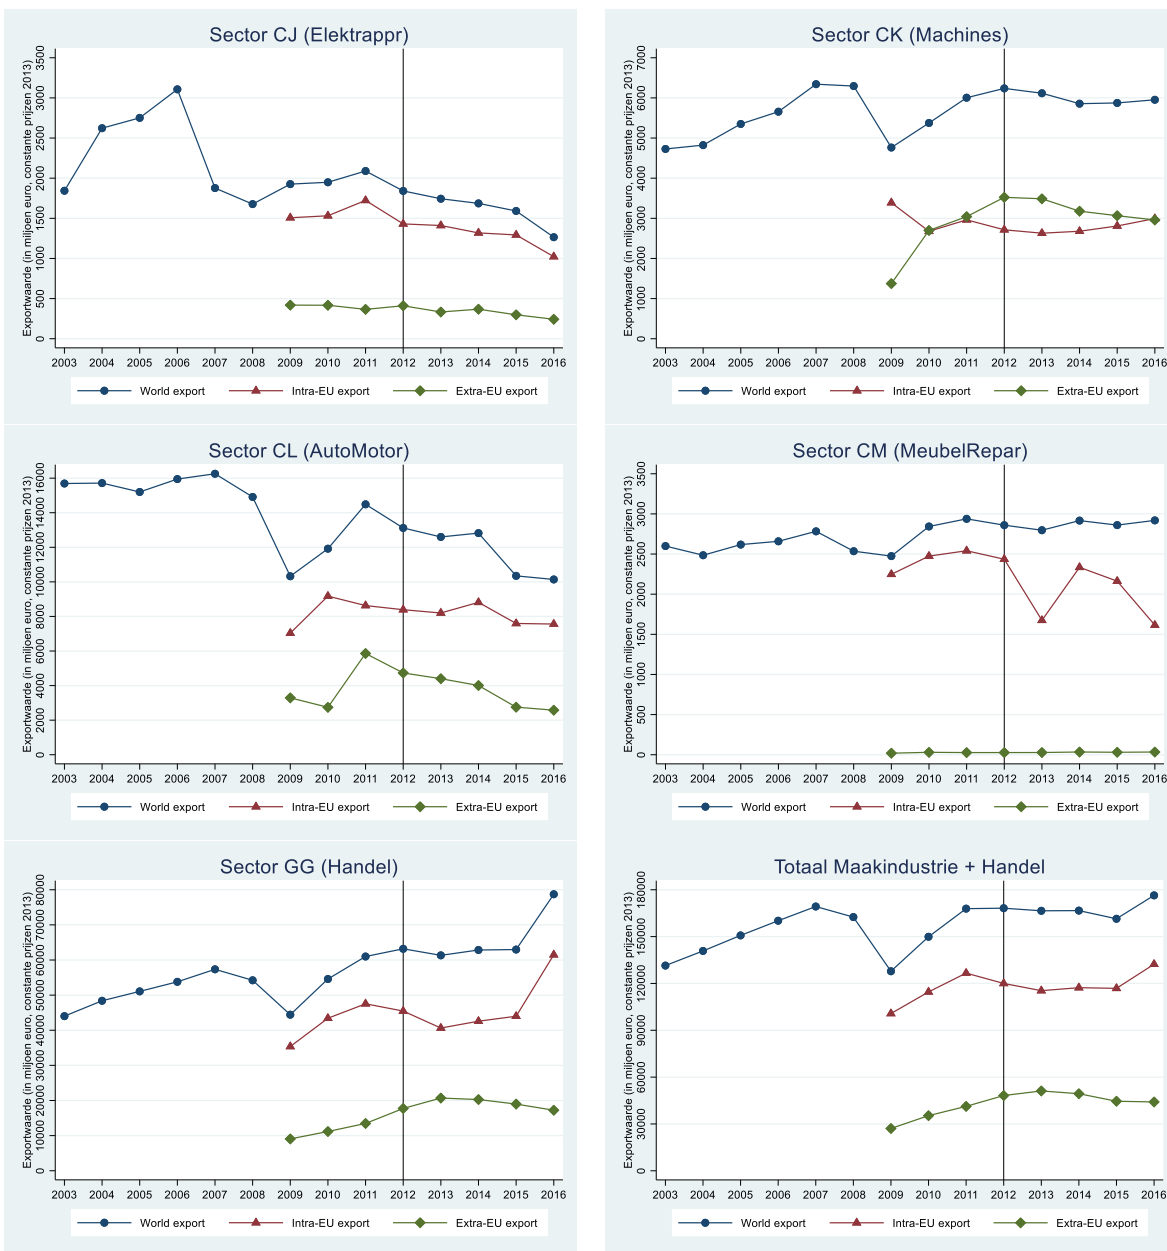 Sector CJ (Elektrappr)
Exportwaarde (in miljoen euro, constante prijzen 2013)
3500
3000
2500
2000
1500
1000
500
0
2003 2004 2005 2006 2007 2008 2009 2010 2011 2012 2013 2014 2015 2016
World export Intra-EU export Extra-EU export
Sector CK (Machines)
Exportwaarde (in miljoen euro, constante prijzen 2013)
7000
6000
5000
4000
3000
2000
1000
0
2003 2004 2005 2006 2007 2008 2009 2010 2011 2012 2013 2014 2015 2016
World export Intra-EU export Extra-EU export
Sector CL (AutoMotor)
Exportwaarde (in miljoen euro, constante prijzen 2013)
16000
14000
12000
10000
8000
6000
4000
2000
0
2003 2004 2005 2006 2007 2008 2009 2010 2011 2012 2013 2014 2015 2016
World export Intra-EU export Extra-EU export
Sector CM (MeubelRepar)
Exportwaarde (in miljoen euro, constante prijzen 2013)
3500
3000
2500
2000
1500
1000
500
0
2003 2004 2005 2006 2007 2008 2009 2010 2011 2012 2013 2014 2015 2016
World export Intra-EU export Extra-EU export
Sector GG (Handel)
Exportwaarde (in miljoen euro, constante prijzen 2013)
80000
70000
60000
50000
40000
30000
20000
10000
0
2003 2004 2005 2006 2007 2008 2009 2010 2011 2012 2013 2014 2015 2016
World export Intra-EU export Extra-EU export
Totaal Maakindustrie + Handel
Exportwaarde (in miljoen euro, constante prijzen 2013)
180000
150000
120000
90000
60000
30000
0
2003 2004 2005 2006 2007 2008 2009 2010 2011 2012 2013 2014 2015 2016
World export Intra-EU export Extra-EU export